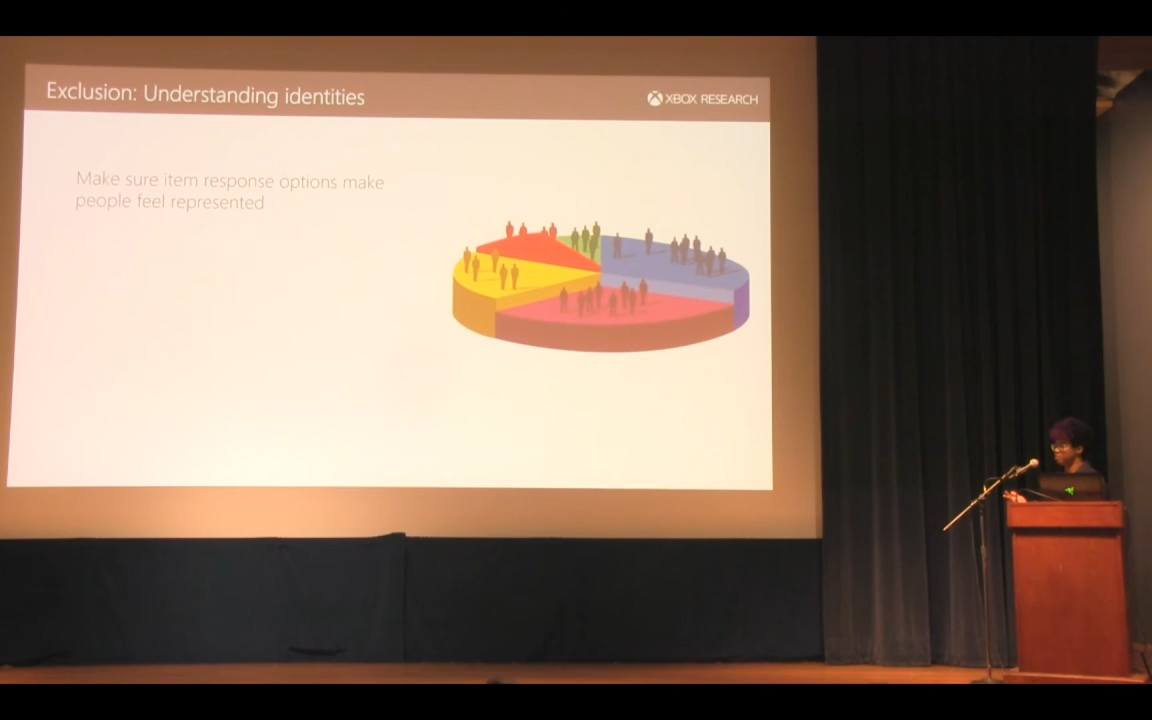 Exclusion: Understanding identities
XBOX RESEARCH
Make sure item response options make
people feel represented